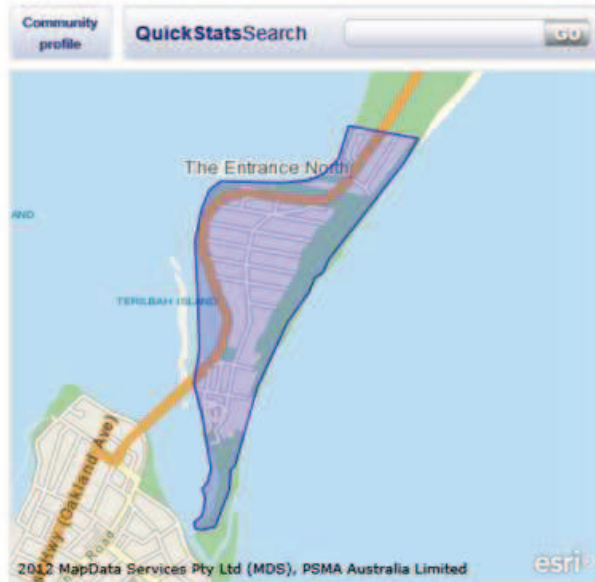 Community
profile
QuickStatsSearch
GO
The Entrance North
AND
TERILBAH ISLAND
Hwy (Oakland Ave)
Road
2012 MapData Services Pty Ltd (MDS), PSMA Australia Limited
esri